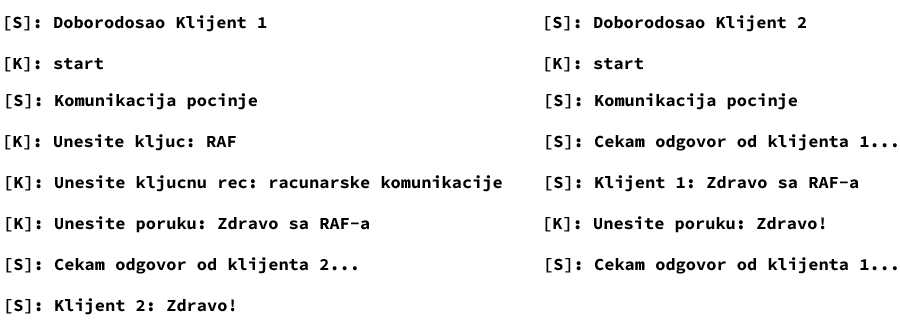 [S]: Doborodosao Klijent 1
[K]: start
[S]: Komunikacija pocinje
[K]: Unesite kljuc: RAF
[K]: Unesite kljucnu rec: racunarske komunikacije
[K]: Unesite poruku: Zdravo sa RAF-a
[S]: Cekam odgovor od klijenta 2...
[S]: Klijent 2: Zdravo!
[S]: Doborodosao Klijent 2
[K]: start
[S]: Komunikacija pocinje
[S]: Cekam odgovor od klijenta 1...
[S]: Klijent 1: Zdravo sa RAF-a
[K]: Unesite poruku: Zdravo!
[S]: Cekam odgovor od klijenta 1...